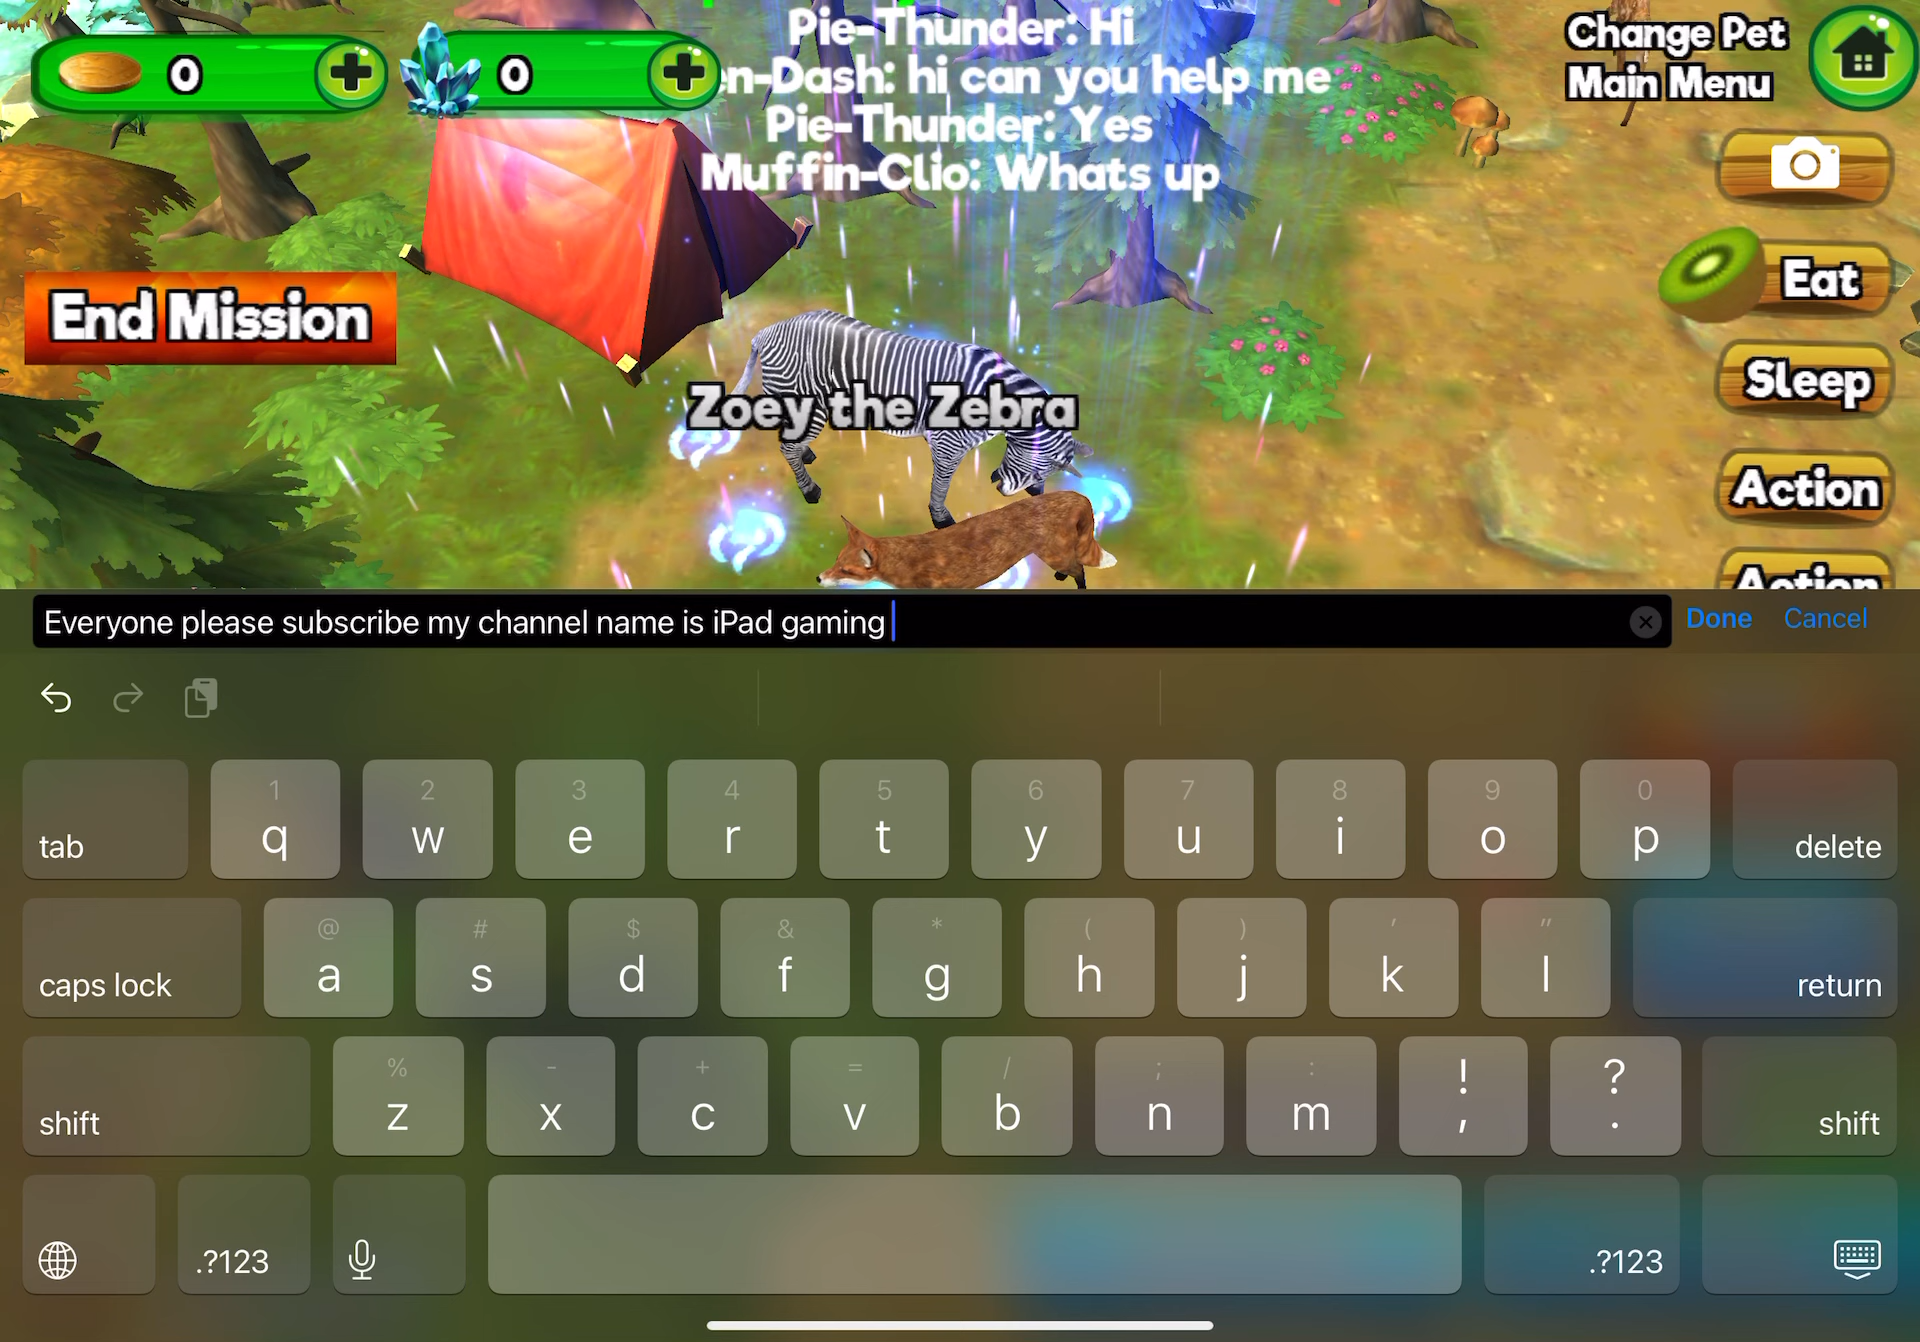 Pie-Thunder: Hi
en-Dash: hi can you help me
Pie-Thunder: Yes
Muffin-Clio: Whats up
0
0
Change Pet
Main Menu
Eat
End Mission
Sleep
Zoey the Zebra
Action
Action
Everyone please subscribe my channel name is iPad gaming
Done
Cancel
1 2 3 4 5 6 7 8 9 0
tab q w e r t y u i o p delete
@ # $ & * ( ) ' "
caps lock a s d f g h j k l return
% - + = / ; : ! ?
shift z x c v b n m , . shift
.?123 .?123